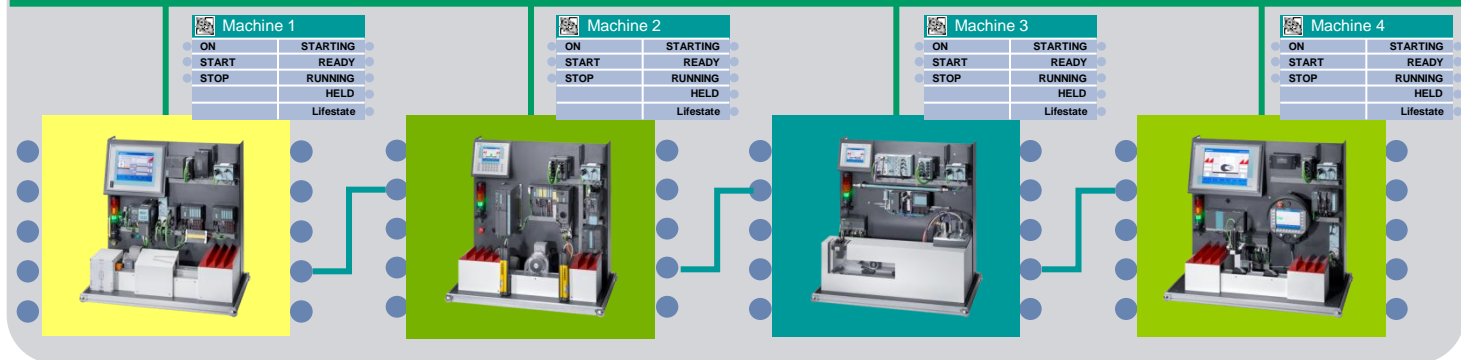 Machine 1
ON STARTING
START READY
STOP RUNNING
HELD
Lifestate
Machine 2
ON STARTING
START READY
STOP RUNNING
HELD
Lifestate
Machine 3
ON STARTING
START READY
STOP RUNNING
HELD
Lifestate
Machine 4
ON STARTING
START READY
STOP RUNNING
HELD
Lifestate